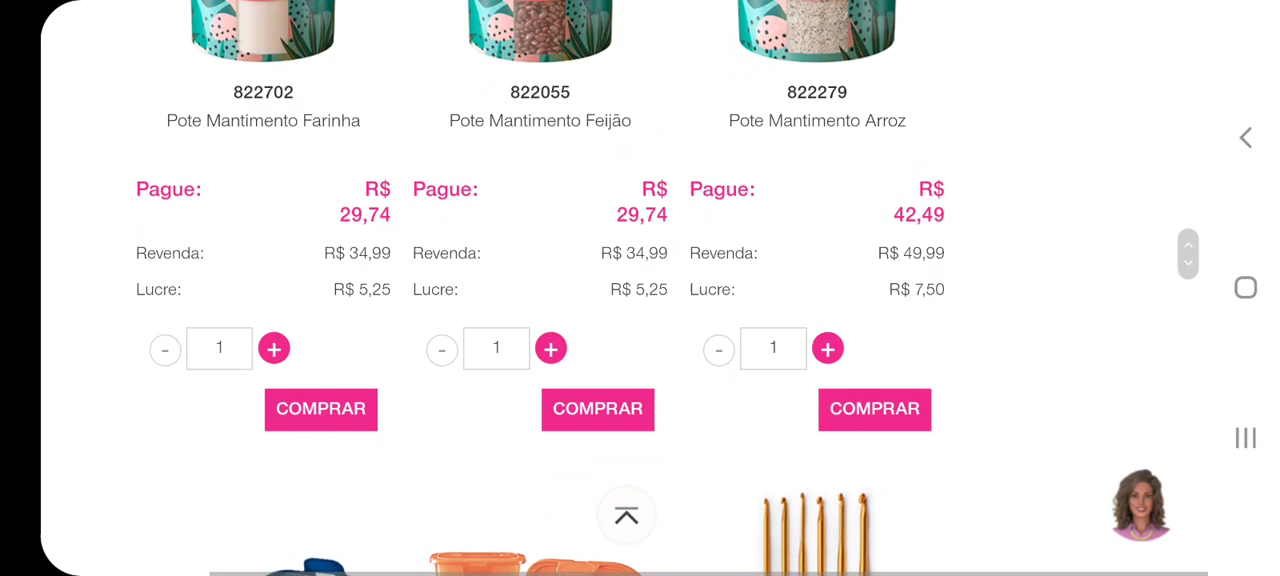 822702
Pote Mantimento Farinha
Pague: R$
29,74
Revenda: R$ 34,99
Lucre: R$ 5,25
- 1 +
COMPRAR
822055
Pote Mantimento Feijão
Pague: R$
29,74
Revenda: R$ 34,99
Lucre: R$ 5,25
- 1 +
COMPRAR
822279
Pote Mantimento Arroz
Pague: R$
42,49
Revenda: R$ 49,99
Lucre: R$ 7,50
- 1 +
COMPRAR